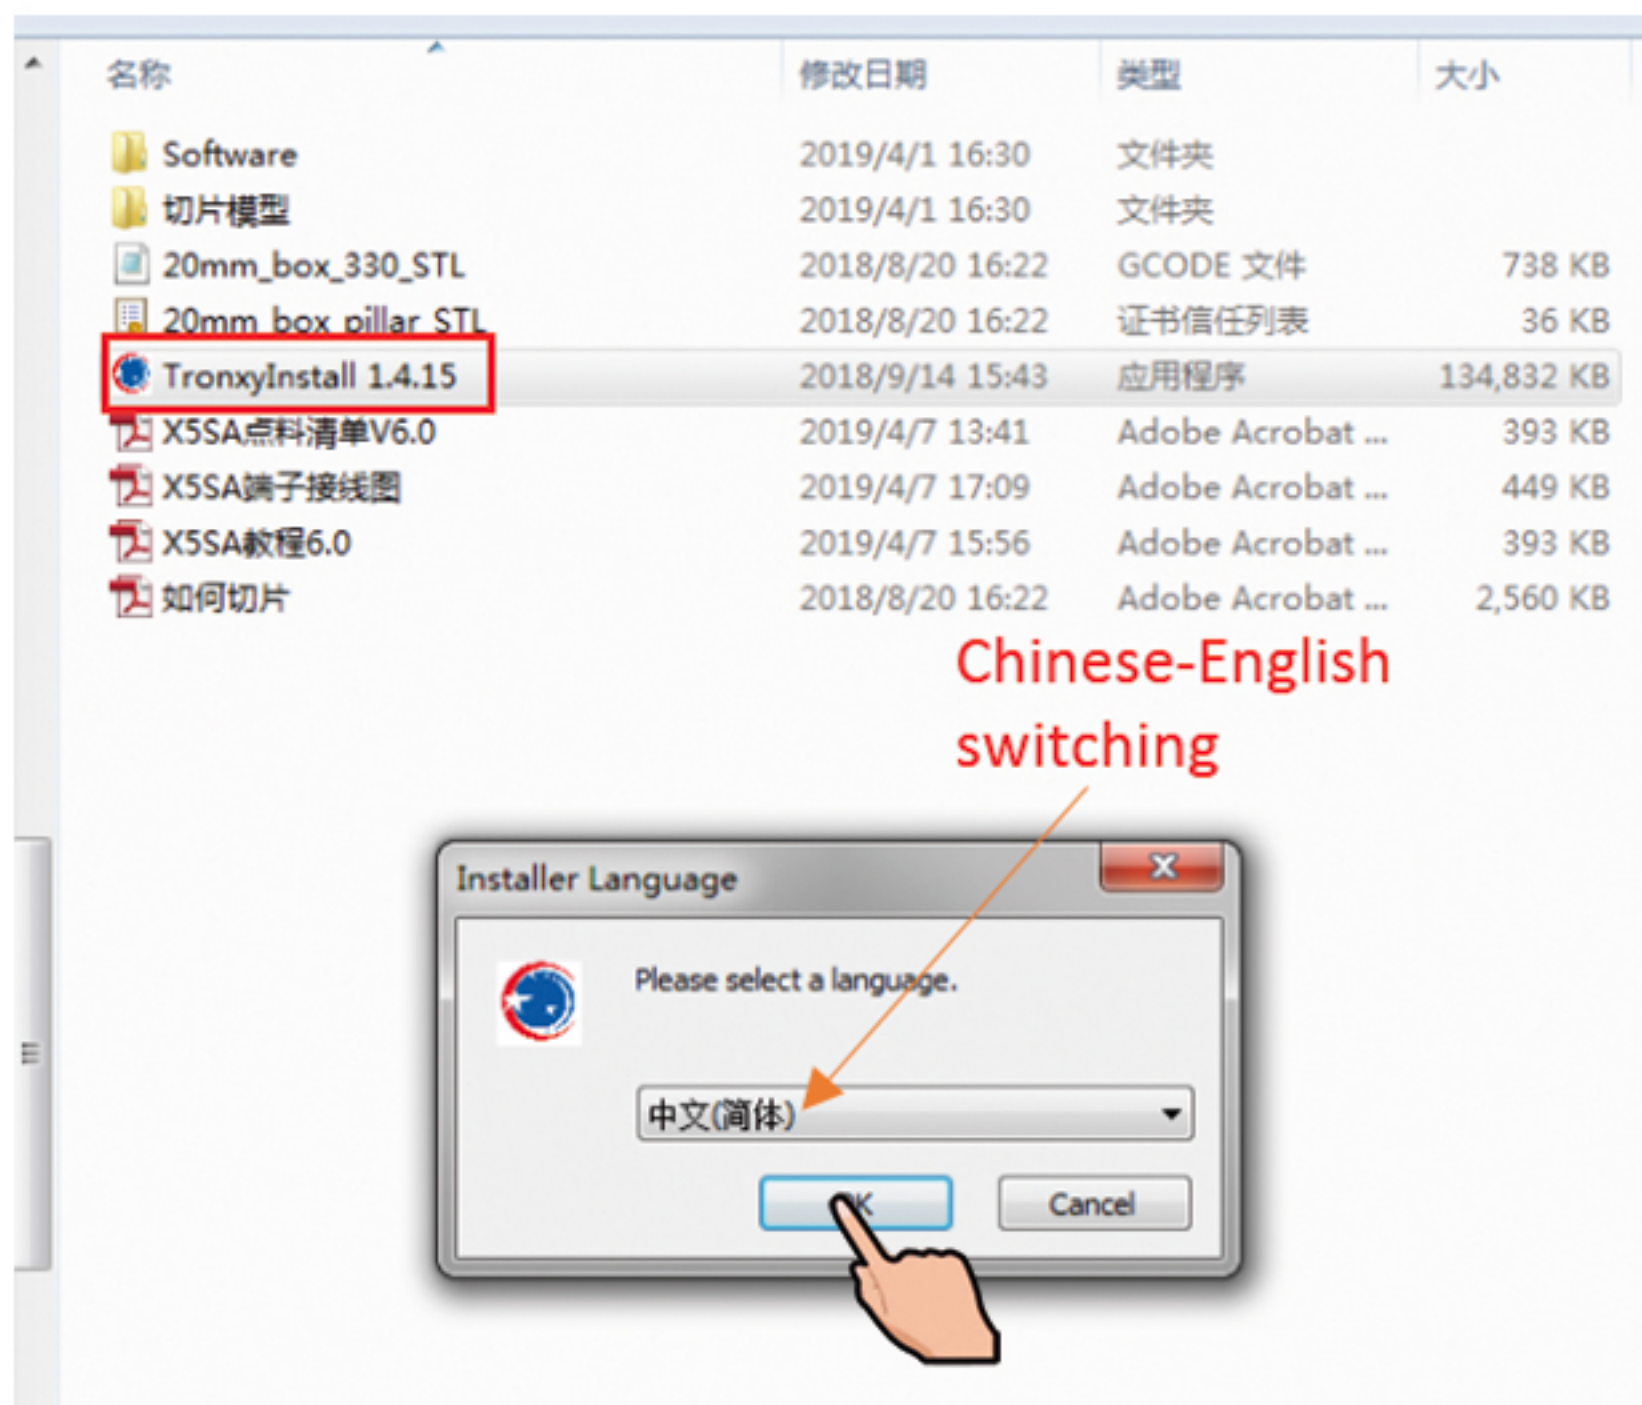 名称 修改日期 类型 大小
Software 2019/4/1 16:30 文件夹
切片模型 2019/4/1 16:30 文件夹
20mm_box_330_STL 2018/8/20 16:22 GCODE 文件 738 KB
20mm_box_pillar_STL 2018/8/20 16:22 证书信任列表 36 KB
TronxyInstall 1.4.15 2018/9/14 15:43 应用程序 134,832 KB
X5SA点料清单V6.0 2019/4/7 13:41 Adobe Acrobat ... 393 KB
X5SA端子接线图 2019/4/7 17:09 Adobe Acrobat ... 449 KB
X5SA教程6.0 2019/4/7 15:56 Adobe Acrobat ... 393 KB
如何切片 2018/8/20 16:22 Adobe Acrobat ... 2,560 KB
Chinese-English
switching
Installer Language
Please select a language.
中文(简体)
OK Cancel